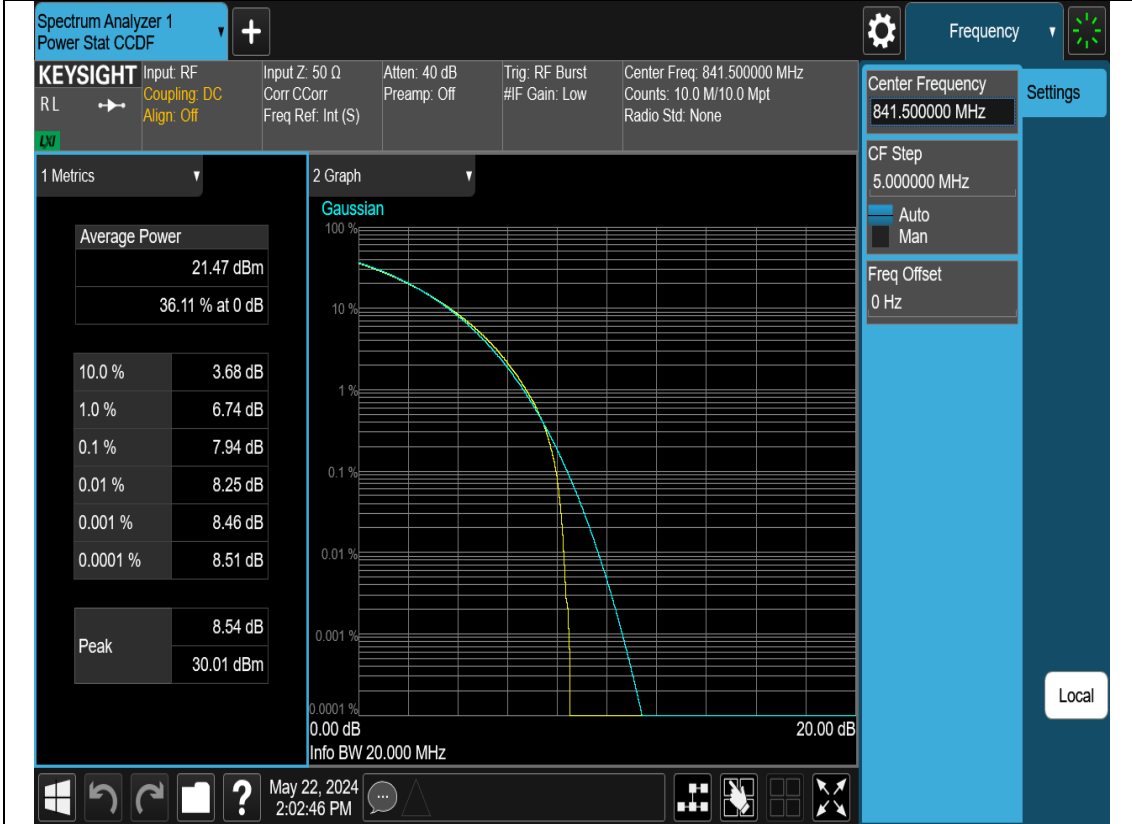 Spectrum Analyzer 1
Power Stat CCDF
Frequency
KEYSIGHT
RL
LXI
Input: RF
Coupling: DC
Align: Off
Input Z: 50 Ω
Corr CCorr
Freq Ref: Int (S)
Atten: 40 dB
Preamp: Off
Trig: RF Burst
#IF Gain: Low
Center Freq: 841.500000 MHz
Counts: 10.0 M/10.0 Mpt
Radio Std: None
Center Frequency
841.500000 MHz
Settings
CF Step
5.000000 MHz
Auto
Man
Freq Offset
0 Hz
1 Metrics
Average Power
21.47 dBm
36.11 % at 0 dB
10.0 % 3.68 dB
1.0 % 6.74 dB
0.1 % 7.94 dB
0.01 % 8.25 dB
0.001 % 8.46 dB
0.0001 % 8.51 dB
Peak
8.54 dB
30.01 dBm
2 Graph
Gaussian
100 %
10 %
1 %
0.1 %
0.01 %
0.001 %
0.0001 %
0.00 dB 20.00 dB
Info BW 20.000 MHz
Local
?
May 22, 2024
2:02:46 PM